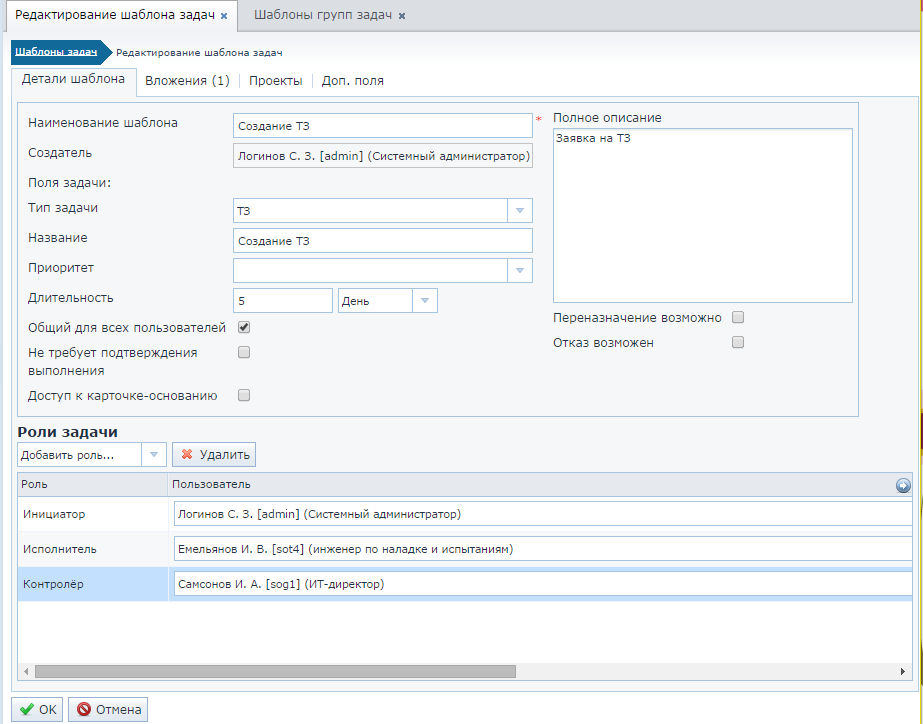 Редактирование шаблона задач × Шаблоны групп задач ×
Шаблоны задач Редактирование шаблона задач
Детали шаблона Вложения (1) Проекты Доп. поля
Наименование шаблона Создание ТЗ * Полное описание
Заявка на ТЗ
Создатель Логинов С. З. [admin] (Системный администратор)
Поля задачи:
Тип задачи ТЗ
Название Создание ТЗ
Приоритет
Длительность 5 День
Общий для всех пользователей Переназначение возможно
Не требует подтверждения Отказ возможен
выполнения
Доступ к карточке-основанию
Роли задачи
Добавить роль... Удалить
Роль Пользователь
Инициатор Логинов С. З. [admin] (Системный администратор)
Исполнитель Емельянов И. В. [sot4] (инженер по наладке и испытаниям)
Контролёр Самсонов И. А. [sog1] (ИТ-директор)
OK Отмена